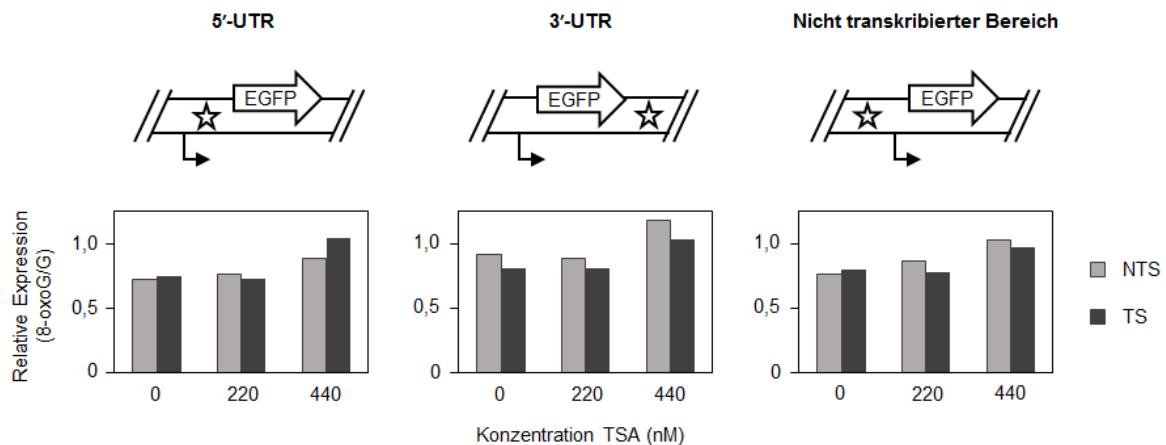 5′-UTR
3′-UTR
Nicht transkribierter Bereich
EGFP
EGFP
EGFP
Relative Expression
(8-oxoG/G)
1,0
0,5
0
0 220 440
1,0
0,5
0
0 220 440
1,0
0,5
0
0 220 440
NTS
TS
Konzentration TSA (nM)